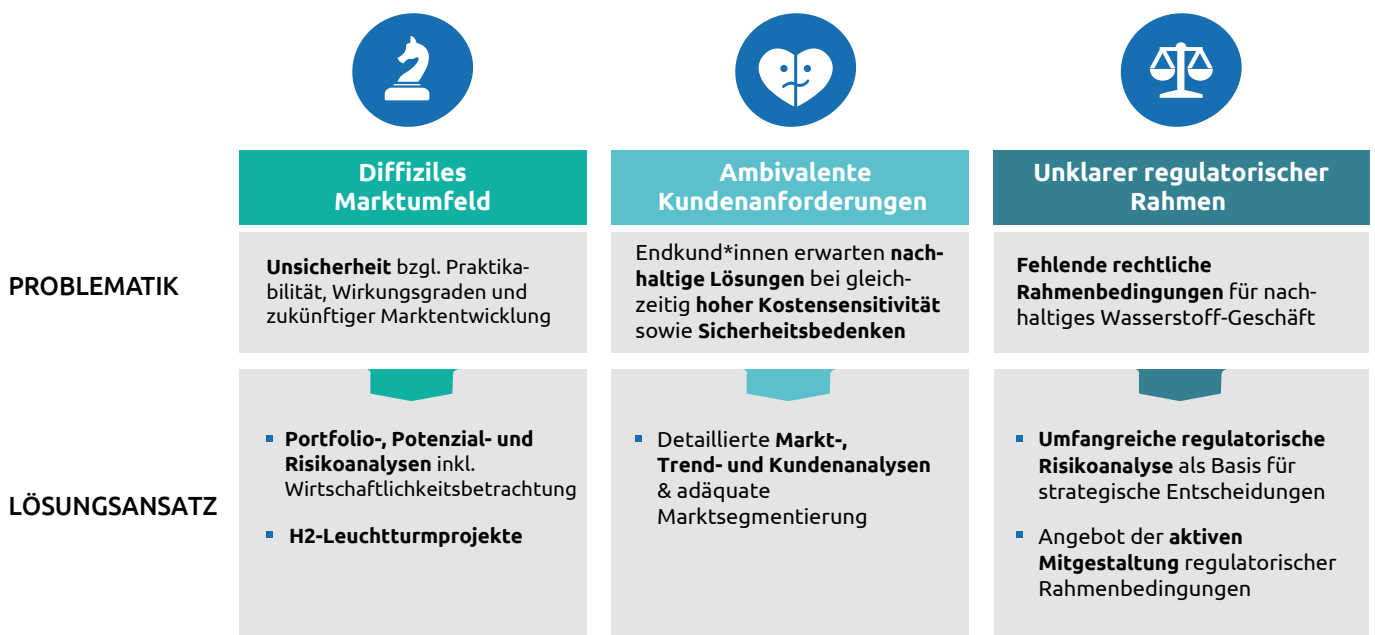 Diffiziles
Marktumfeld
Ambivalente
Kundenanforderungen
Unklarer regulatorischer
Rahmen
PROBLEMATIK
Unsicherheit bzgl. Praktika-
bilität, Wirkungsgraden und
zukünftiger Marktentwicklung
Endkund*innen erwarten nach-
haltige Lösungen bei gleich-
zeitig hoher Kostensensitivität
sowie Sicherheitsbedenken
Fehlende rechtliche
Rahmenbedingungen für nach-
haltiges Wasserstoff-Geschäft
LÖSUNGSANSATZ
▪ Portfolio-, Potenzial- und
Risikoanalysen inkl.
Wirtschaftlichkeitsbetrachtung
▪ H2-Leuchtturmprojekte
▪ Detaillierte Markt-,
Trend- und Kundenanalysen
& adäquate
Marktsegmentierung
▪ Umfangreiche regulatorische
Risikoanalyse als Basis für
strategische Entscheidungen
▪ Angebot der aktiven
Mitgestaltung regulatorischer
Rahmenbedingungen